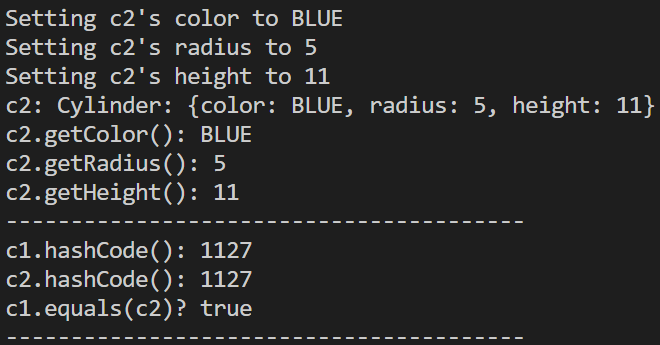 Setting c2's color to BLUE
Setting c2's radius to 5
Setting c2's height to 11
c2: Cylinder: {color: BLUE, radius: 5, height: 11}
c2.getColor(): BLUE
c2.getRadius(): 5
c2.getHeight(): 11
----------------------------------------
c1.hashCode(): 1127
c2.hashCode(): 1127
c1.equals(c2)? true
----------------------------------------